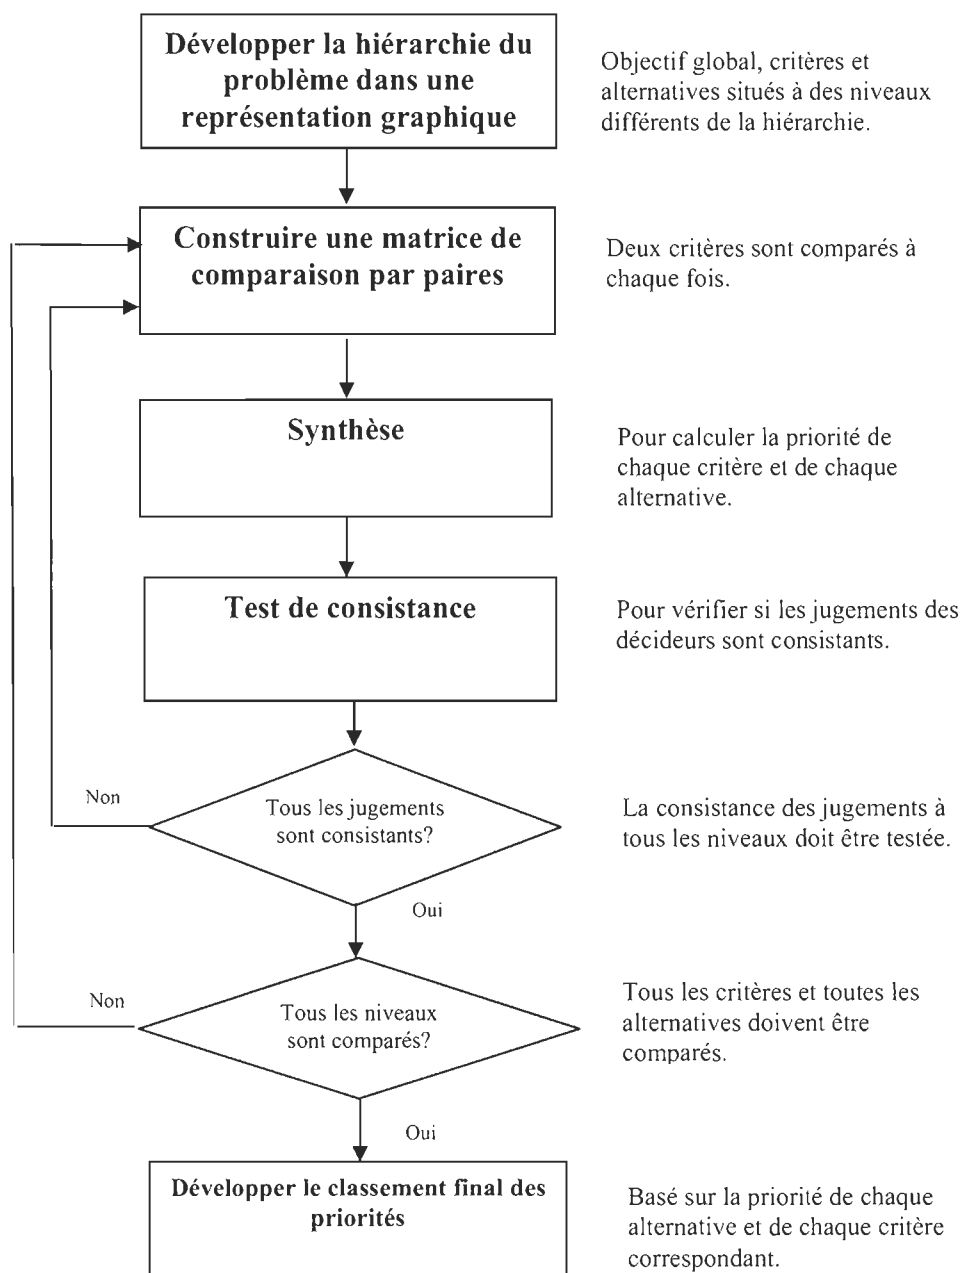 Développer la hiérarchie du
problème dans une
représentation graphique
Objectif global, critères et
alternatives situés à des niveaux
différents de la hiérarchie.
Construire une matrice de
comparaison par paires
Deux critères sont comparés à
chaque fois.
Synthèse
Pour calculer la priorité de
chaque critère et de chaque
alternative.
Test de consistance
Pour vérifier si les jugements des
décideurs sont consistants.
Non
Tous les jugements
sont consistants?
La consistance des jugements à
tous les niveaux doit être testée.
Oui
Non
Tous les niveaux
sont comparés?
Tous les critères et toutes les
alternatives doivent être
comparés.
Oui
Développer le classement final des
priorités
Basé sur la priorité de chaque
alternative et de chaque critère
correspondant.